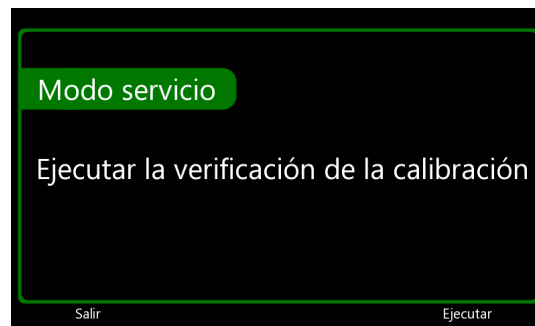 Modo servicio
Ejecutar la verificación de la calibración
Salir
Ejecutar